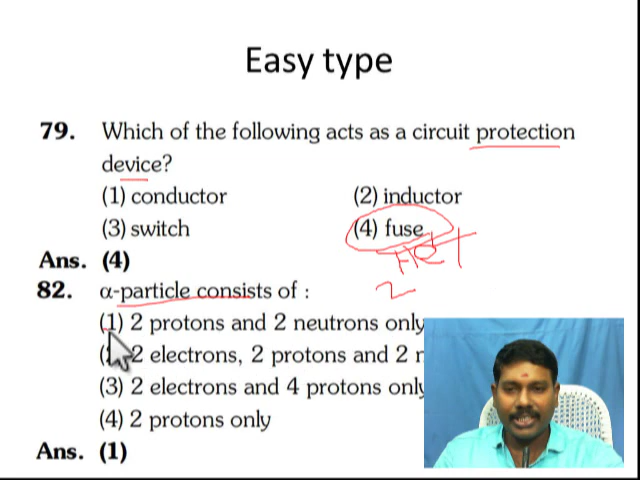 Easy type
79. Which of the following acts as a circuit protection
device?
(1) conductor (2) inductor
(3) switch (4) fuse
Ans. (4)
82. α-particle consists of :
(1) 2 protons and 2 neutrons only
2 electrons, 2 protons and 2
(3) 2 electrons and 4 protons only
(4) 2 protons only
Ans. (1)